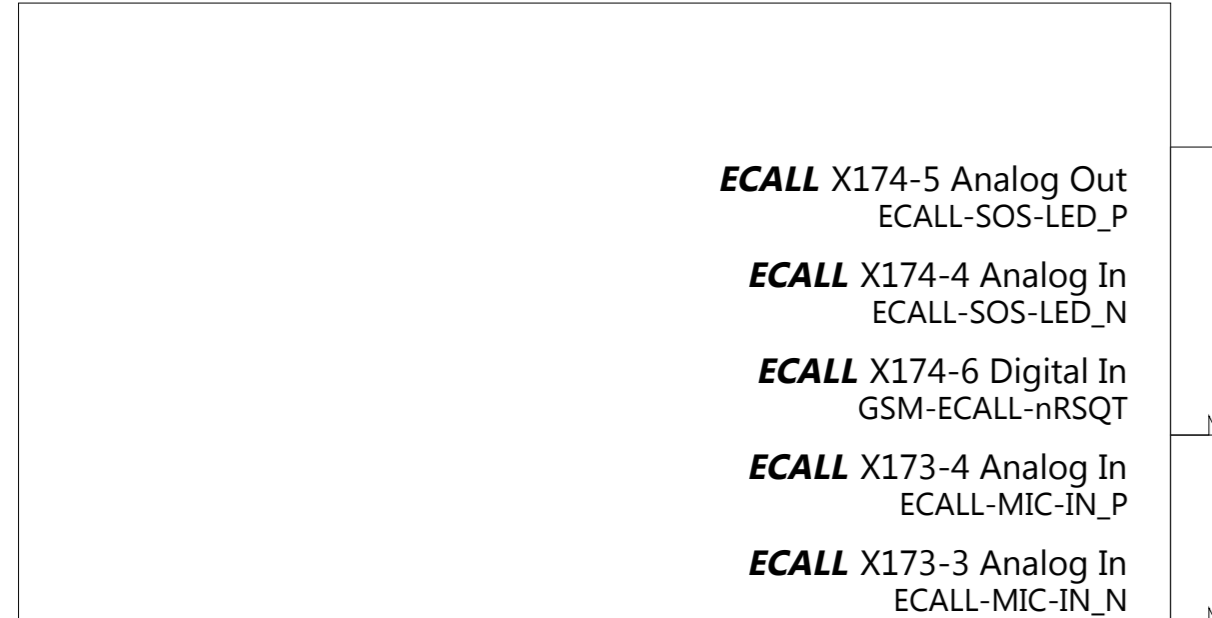 ECALL X174-5 Analog Out
ECALL-SOS-LED_P
ECALL X174-4 Analog In
ECALL-SOS-LED_N
ECALL X174-6 Digital In
GSM-ECALL-nRSQT
ECALL X173-4 Analog In
ECALL-MIC-IN_P
ECALL X173-3 Analog In
ECALL-MIC-IN_N